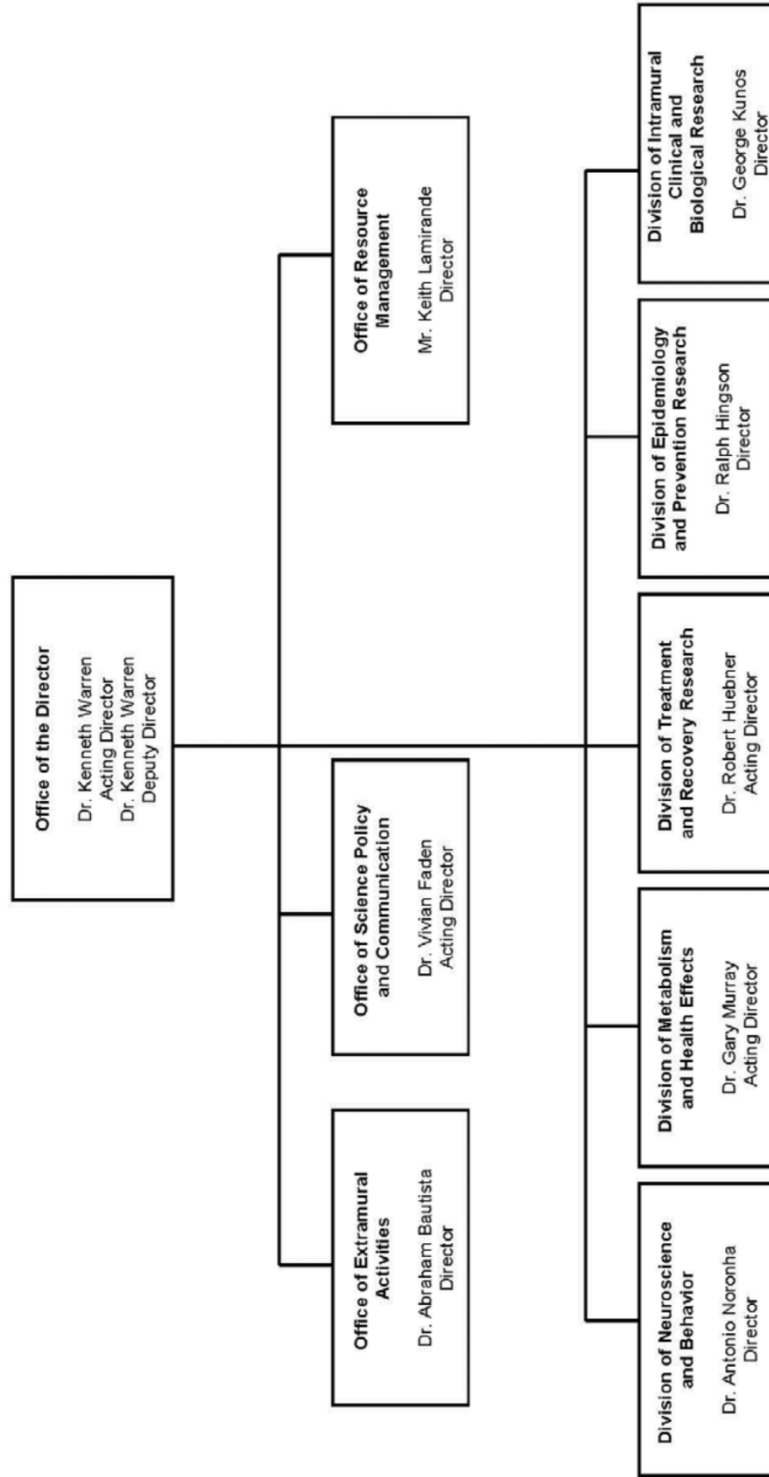 Office of the Director
Dr. Kenneth Warren
Acting Director
Dr. Kenneth Warren
Deputy Director
Office of Extramural
Activities
Dr. Abraham Bautista
Director
Office of Science Policy
and Communication
Dr. Vivian Faden
Acting Director
Office of Resource
Management
Mr. Keith Lamirande
Director
Division of Neuroscience
and Behavior
Dr. Antonio Noronha
Director
Division of Metabolism
and Health Effects
Dr. Gary Murray
Acting Director
Division of Treatment
and Recovery Research
Dr. Robert Huebner
Acting Director
Division of Epidemiology
and Prevention Research
Dr. Ralph Hingson
Director
Division of Intramural
Clinical and
Biological Research
Dr. George Kunos
Director